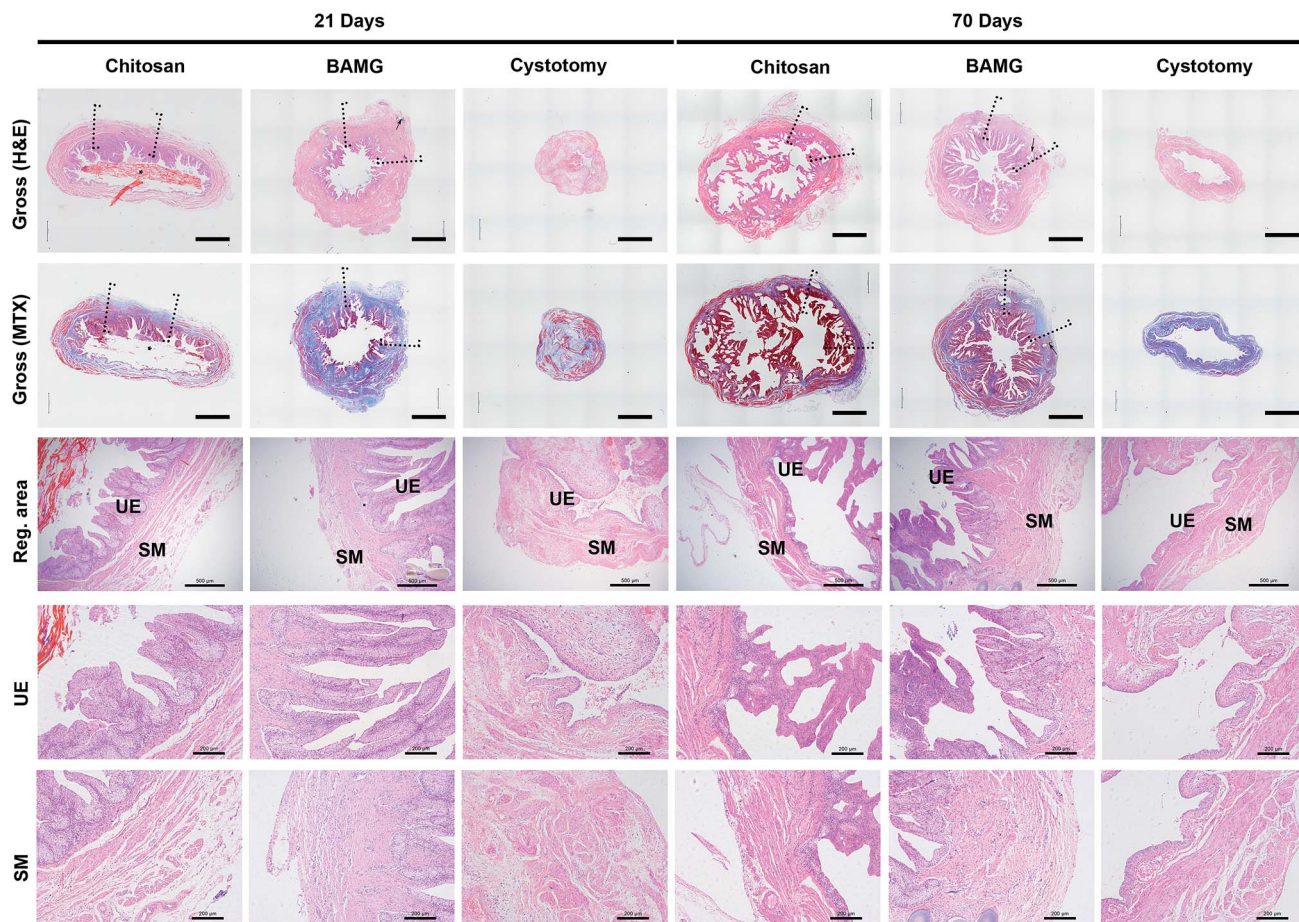 21 Days 70 Days
Chitosan BAMG Cystotomy Chitosan BAMG Cystotomy
Gross (H&E)
Gross (MTX)
Reg. area
UE UE UE UE UE UE
SM SM SM SM SM SM
500 µm 500 µm 500 µm 500 µm 500 µm 500 µm
UE
200 µm 200 µm 200 µm 200 µm 200 µm 200 µm
SM
200 µm 200 µm 200 µm 200 µm 200 µm 200 µm